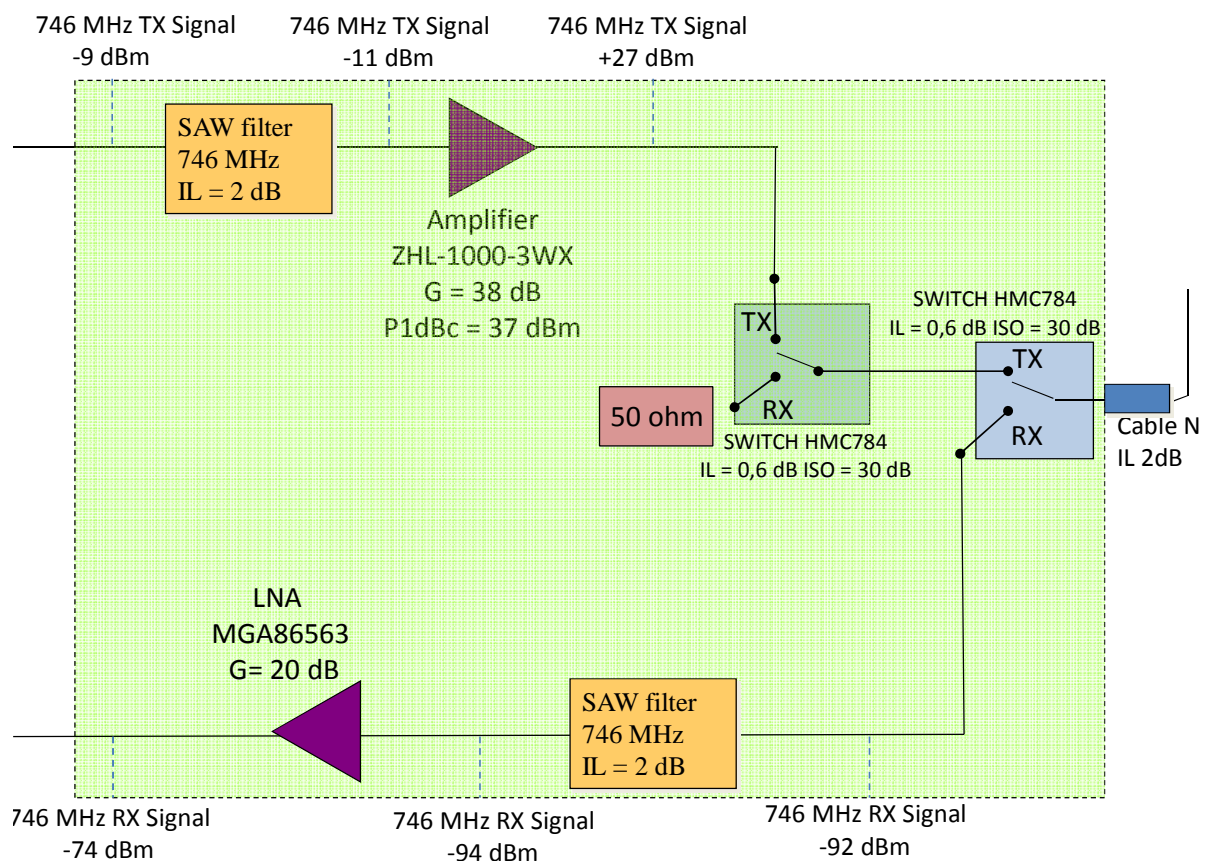 746 MHz TX Signal
-9 dBm
746 MHz TX Signal
-11 dBm
746 MHz TX Signal
+27 dBm
SAW filter
746 MHz
IL = 2 dB
Amplifier
ZHL-1000-3WX
G = 38 dB
P1dBc = 37 dBm
TX
RX
50 ohm
SWITCH HMC784
IL = 0,6 dB ISO = 30 dB
SWITCH HMC784
IL = 0,6 dB ISO = 30 dB
TX
RX
Cable N
IL 2dB
LNA
MGA86563
G= 20 dB
SAW filter
746 MHz
IL = 2 dB
746 MHz RX Signal
-74 dBm
746 MHz RX Signal
-94 dBm
746 MHz RX Signal
-92 dBm